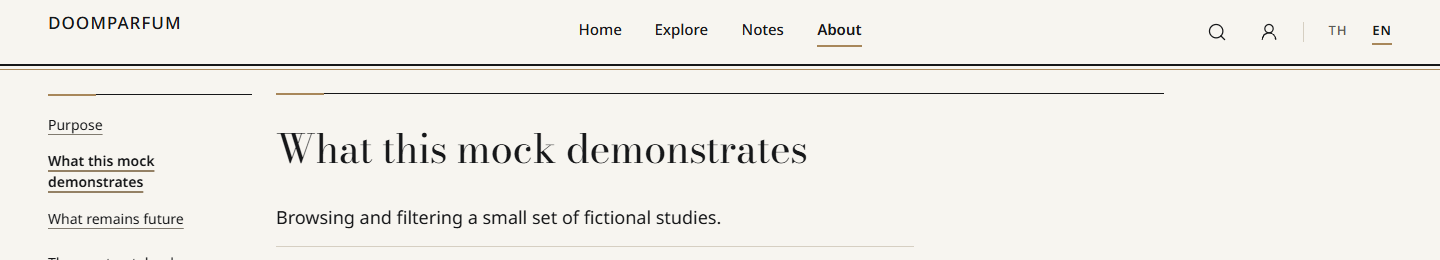 DOOMPARFUM
Home Explore Notes About
TH EN
Purpose
What this mock
demonstrates
What remains future
What this mock demonstrates
Browsing and filtering a small set of fictional studies.